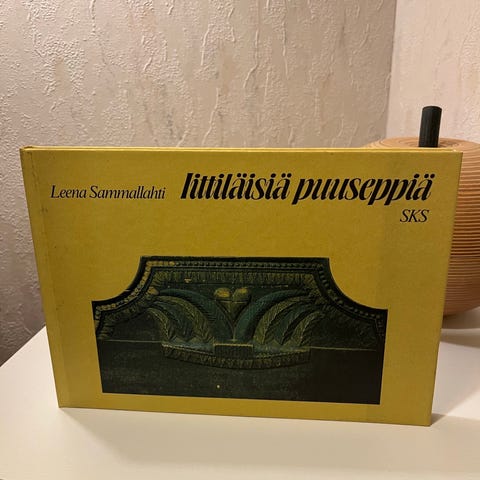 Leena Sammallahti Iittiläisiä puuseppiä
SKS